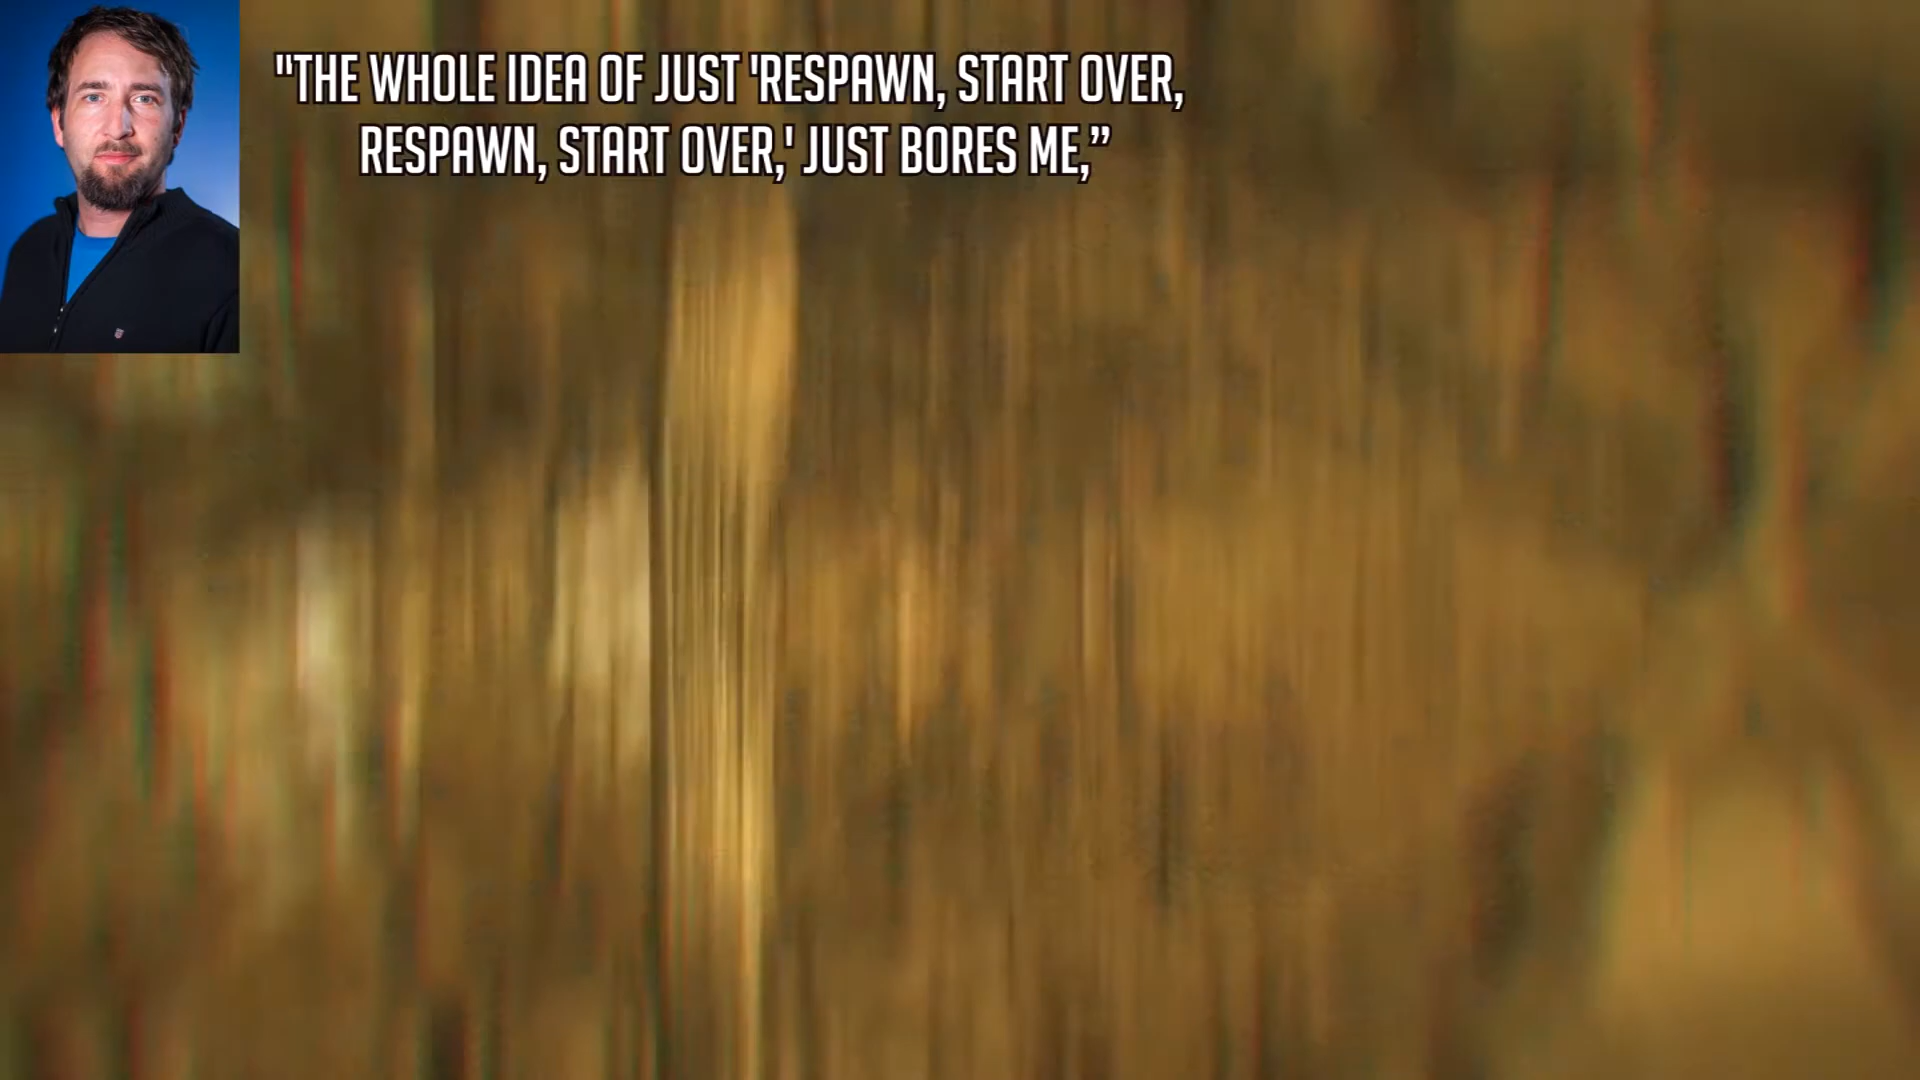 "THE WHOLE IDEA OF JUST 'RESPAWN, START OVER,
RESPAWN, START OVER,' JUST BORES ME,”